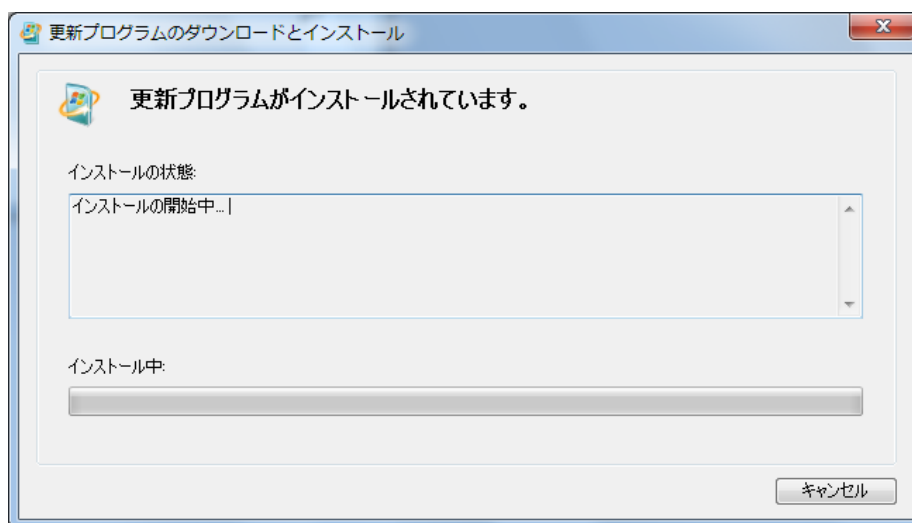 更新プログラムのダウンロードとインストール
更新プログラムがインストールされています。
インストールの状態:
インストールの開始中...
インストール中:
キャンセル